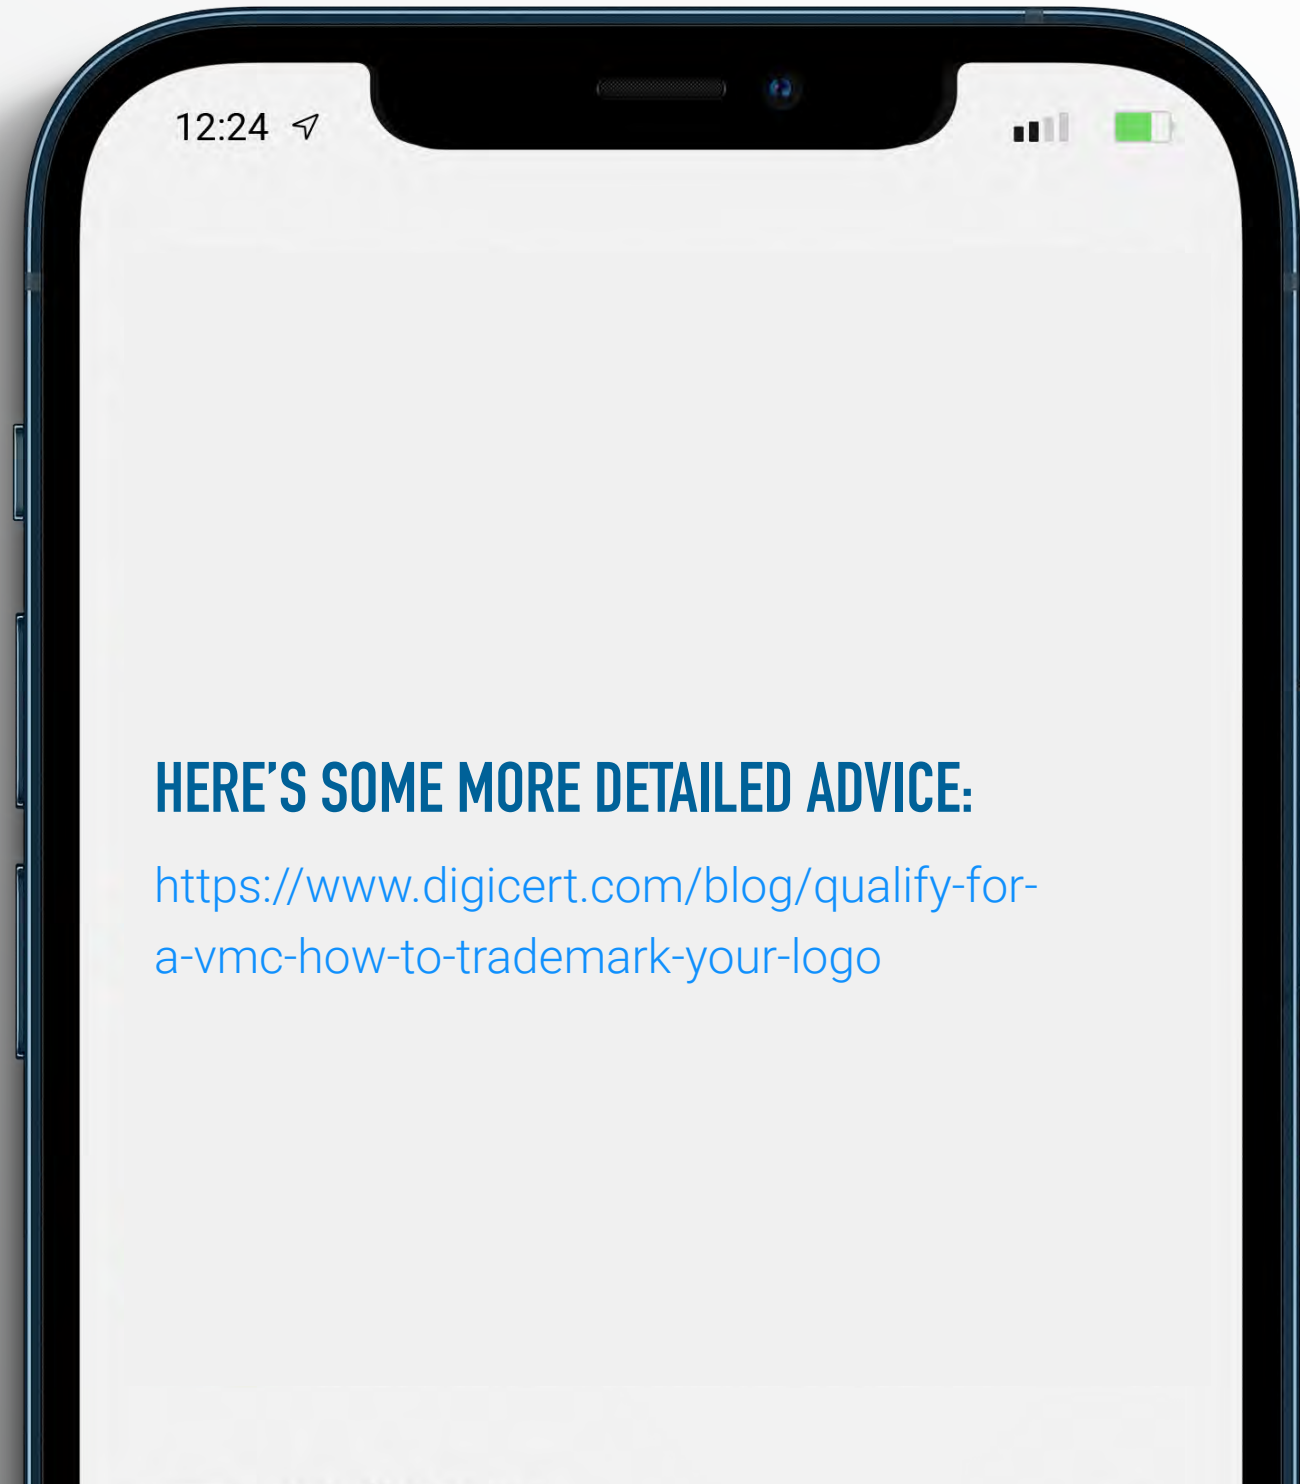 12:24
HERE’S SOME MORE DETAILED ADVICE:
https://www.digicert.com/blog/qualify-for-
a-vmc-how-to-trademark-your-logo